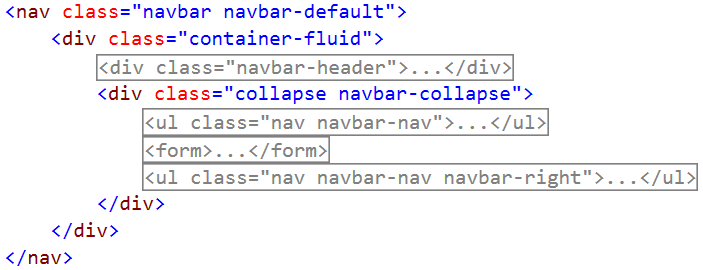 <nav class="navbar navbar-default">
    <div class="container-fluid">
        <div class="navbar-header">...</div>
        <div class="collapse navbar-collapse">
            <ul class="nav navbar-nav">...</ul>
            <form>...</form>
            <ul class="nav navbar-nav navbar-right">...</ul>
        </div>
    </div>
</nav>